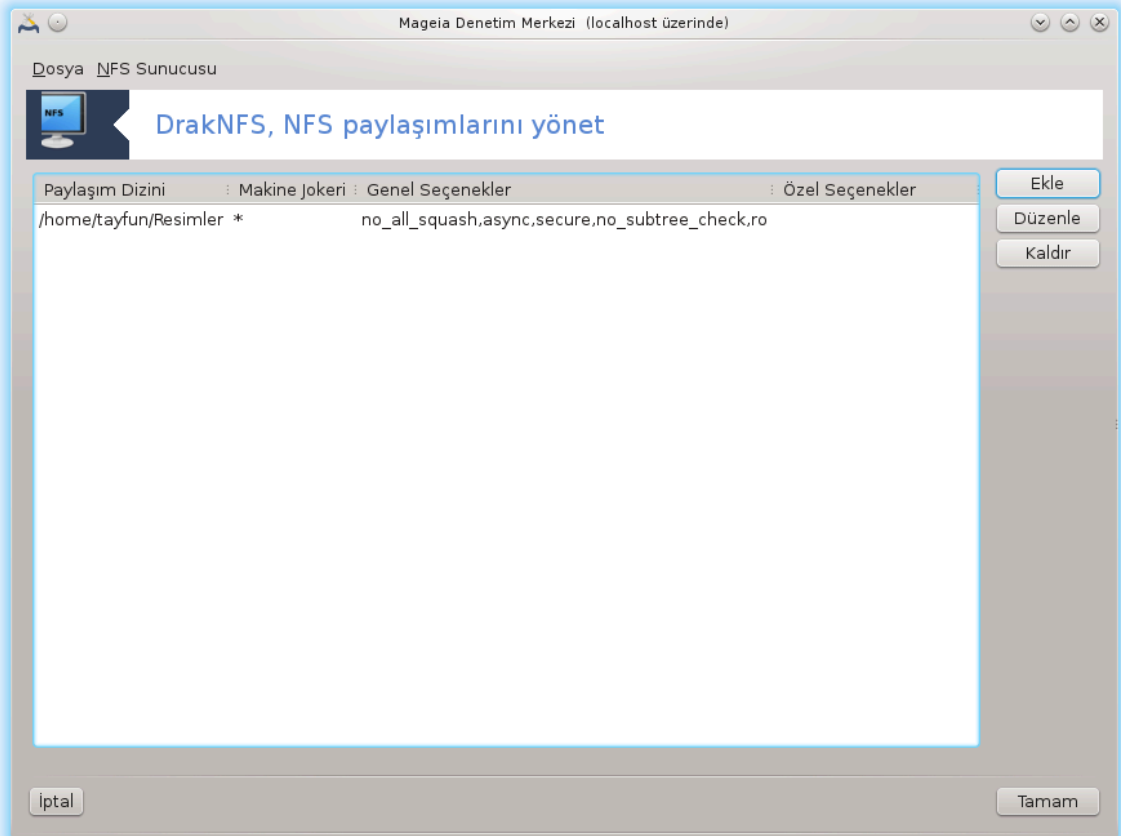 Mageia Denetim Merkezi (localhost üzerinde)
Dosya NFS Sunucusu
NFS
DrakNFS, NFS paylaşımlarını yönet
Paylaşım Dizini Makine Jokeri Genel Seçenekler Özel Seçenekler
/home/tayfun/Resimler * no_all_squash,async,secure,no_subtree_check,ro
Ekle
Düzenle
Kaldır
İptal Tamam